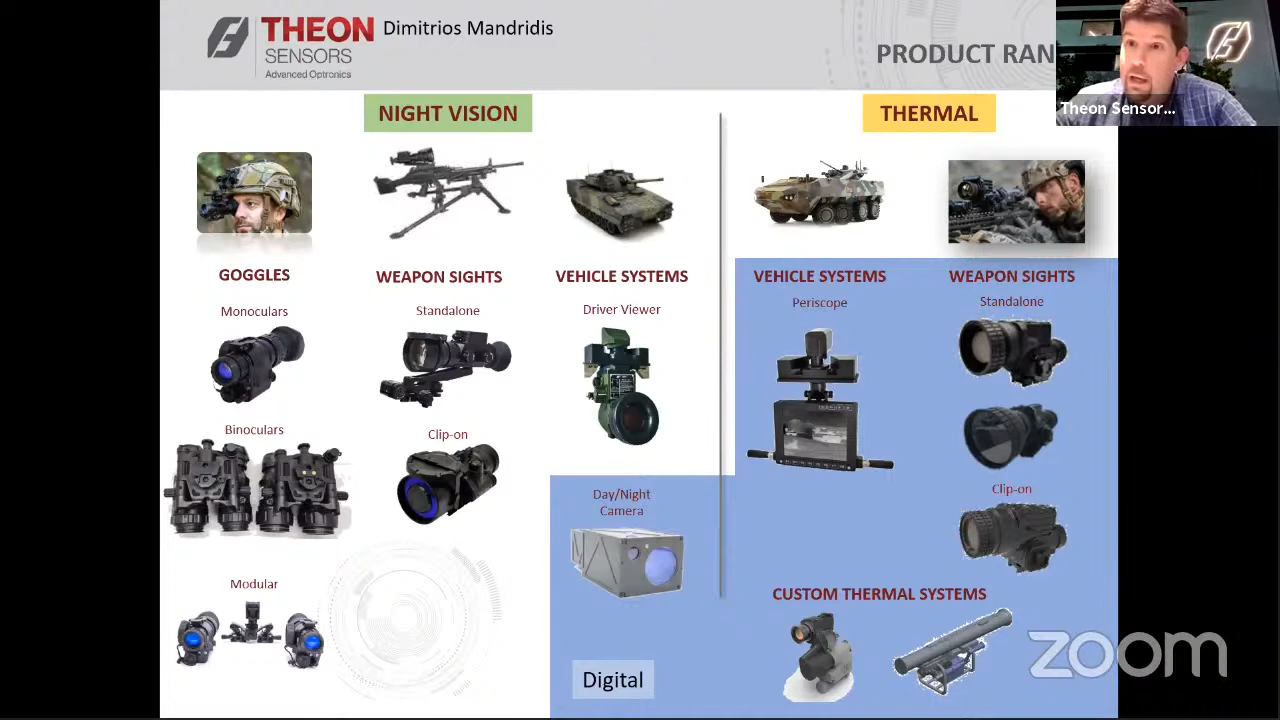 THEON
SENSORS
Advanced Optronics
Dimitrios Mandridis
PRODUCT RAN
Theon Sensor...
NIGHT VISION
THERMAL
GOGGLES
WEAPON SIGHTS
VEHICLE SYSTEMS
VEHICLE SYSTEMS
WEAPON SIGHTS
Monoculars
Standalone
Driver Viewer
Periscope
Standalone
Binoculars
Clip-on
Day/Night
Camera
Clip-on
Modular
CUSTOM THERMAL SYSTEMS
Digital
zoom